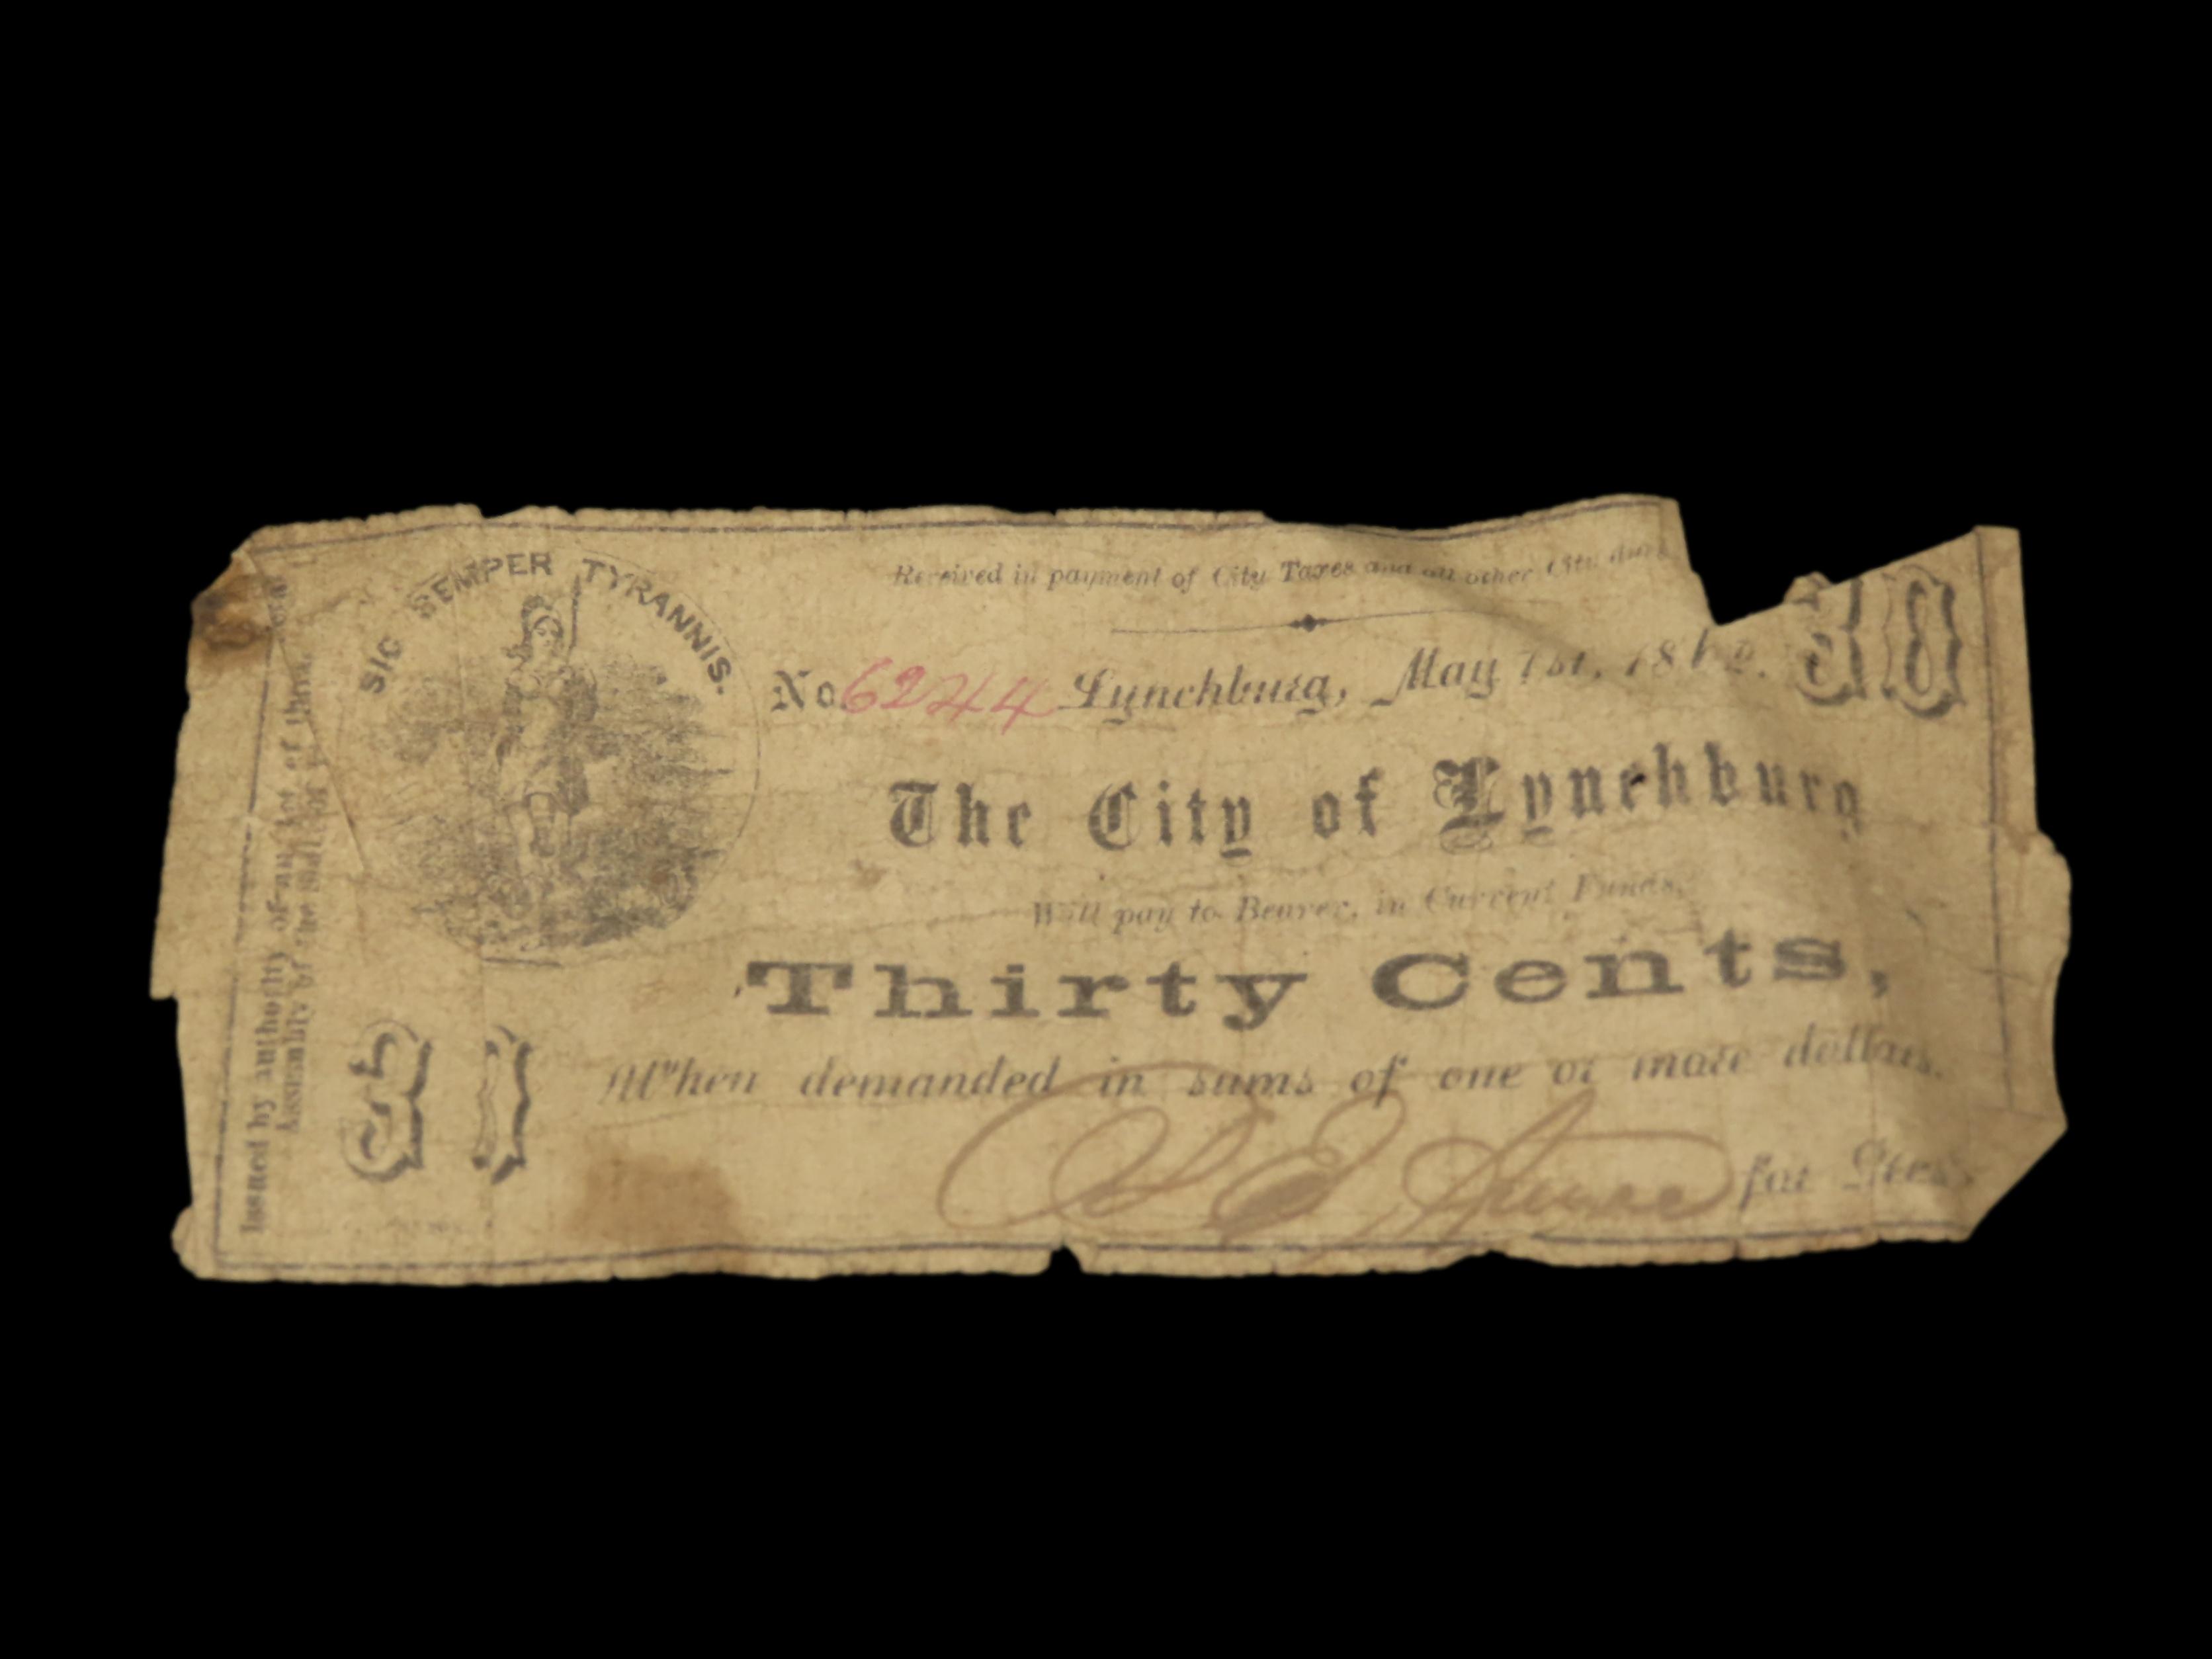 Received in payment of City Taxes and all other City dues
SIC SEMPER TYRANNIS.
No 6244 Lynchburg, May 1st, 1862.
30
The City of Lynchburg
Will pay to Bearer, in Current Funds,
Thirty Cents,
When demanded in sums of one or more dollars.
for Treas.
30
Issued by authority of an Act of the
Assembly of the State of